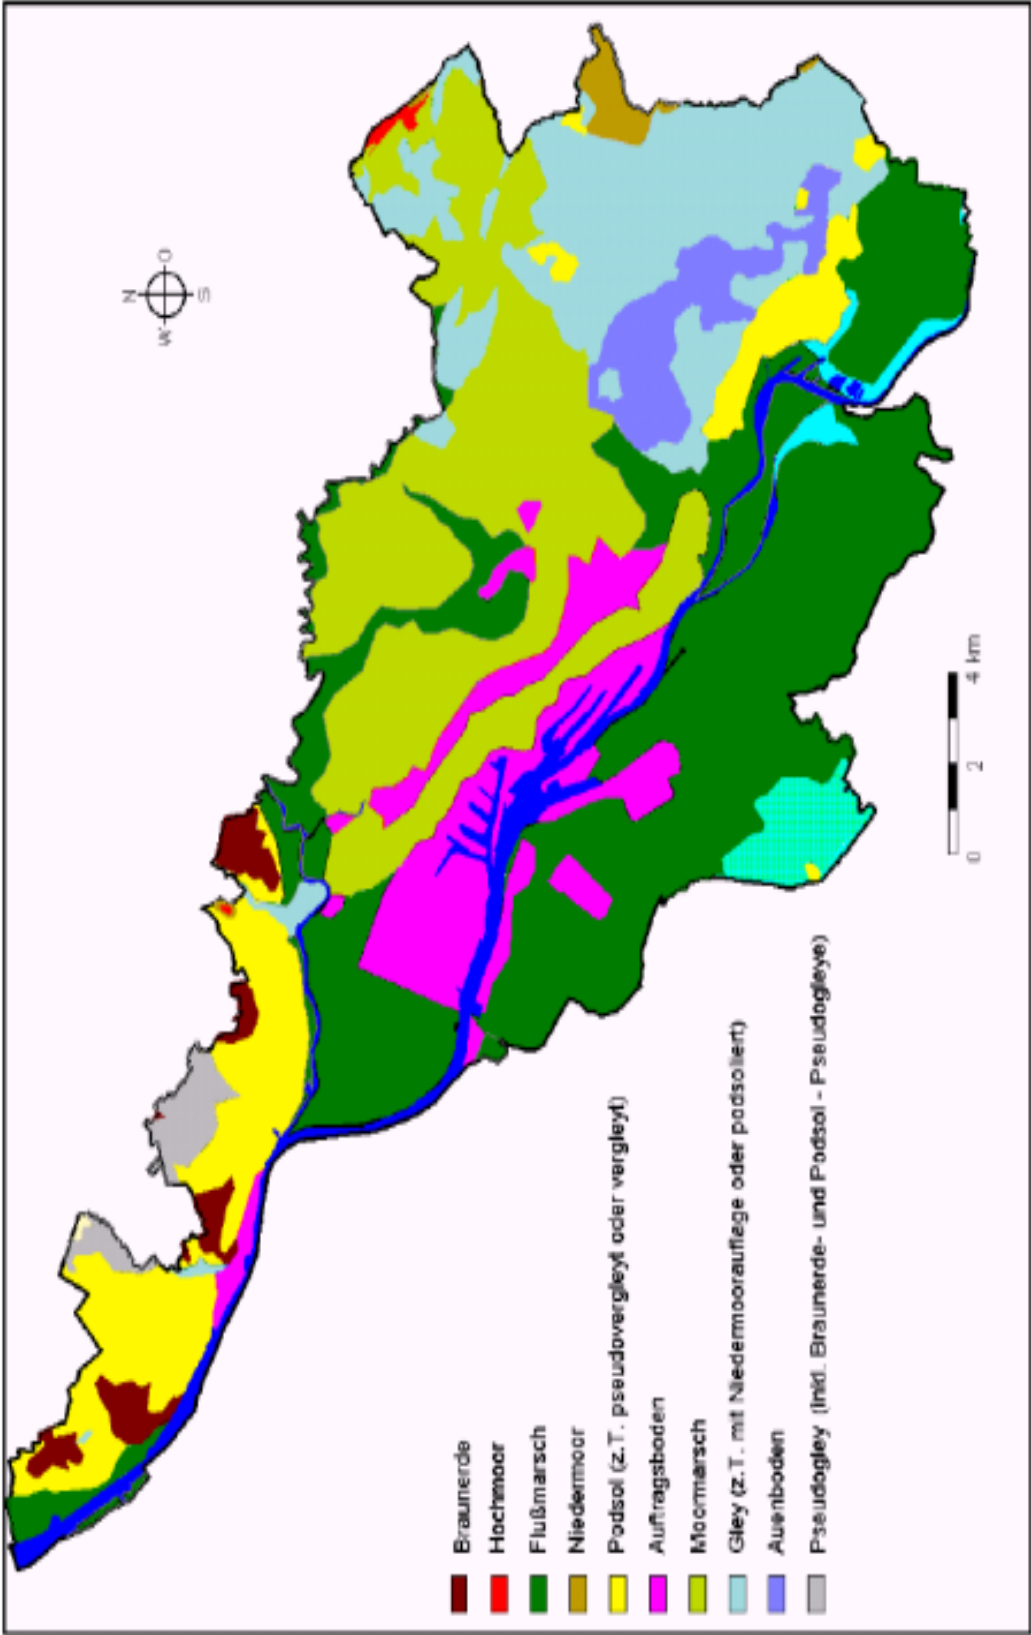 N
W O
S
Braunerde
Hochmoor
Flußmarsch
Niedermoor
Podsol (z.T. pseudovergleyt oder vergleyt)
Auftragsboden
Moormarsch
Gley (z.T. mit Niedermoorauflage oder podsoliert)
Auenboden
Pseudogley (inkl. Braunerde- und Podsol - Pseudogleye)
0 2 4 km